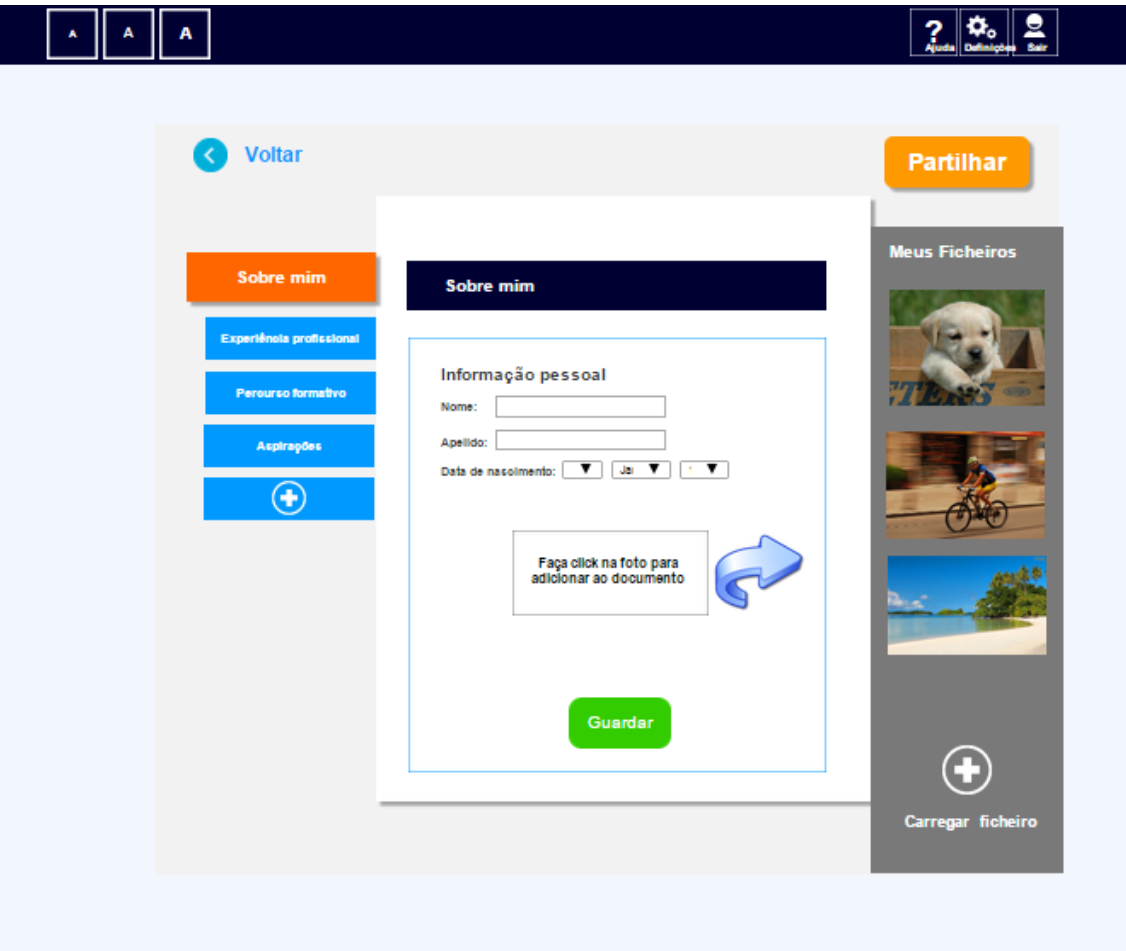 A A A
Ajuda Definições Sair
Voltar
Partilhar
Sobre mim
Experiência profissional
Percurso formativo
Aspirações
Sobre mim
Informação pessoal
Nome:
Apelido:
Data de nascimento:
Faça click na foto para
adicionar ao documento
Guardar
Meus Ficheiros
Carregar ficheiro